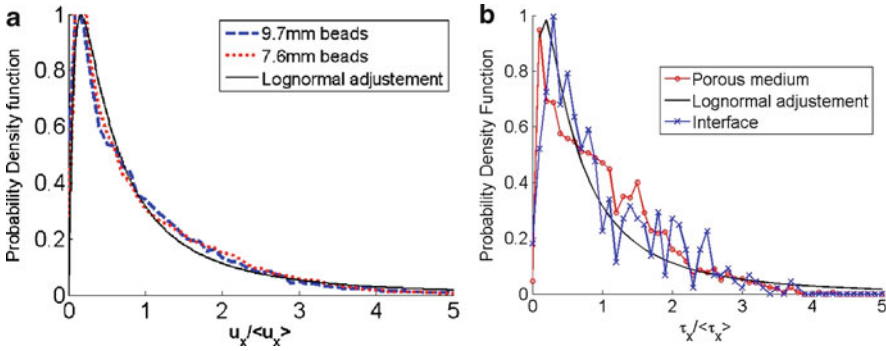 a
Probability Density function
1
0.8
0.6
0.4
0.2
0
0 1 2 3 4 5
u_x/<u_x>
9.7mm beads
7.6mm beads
Lognormal adjustement
b
Probability Density Function
1
0.8
0.6
0.4
0.2
0
0 1 2 3 4 5
τ_x/<τ_x>
Porous medium
Lognormal adjustement
Interface